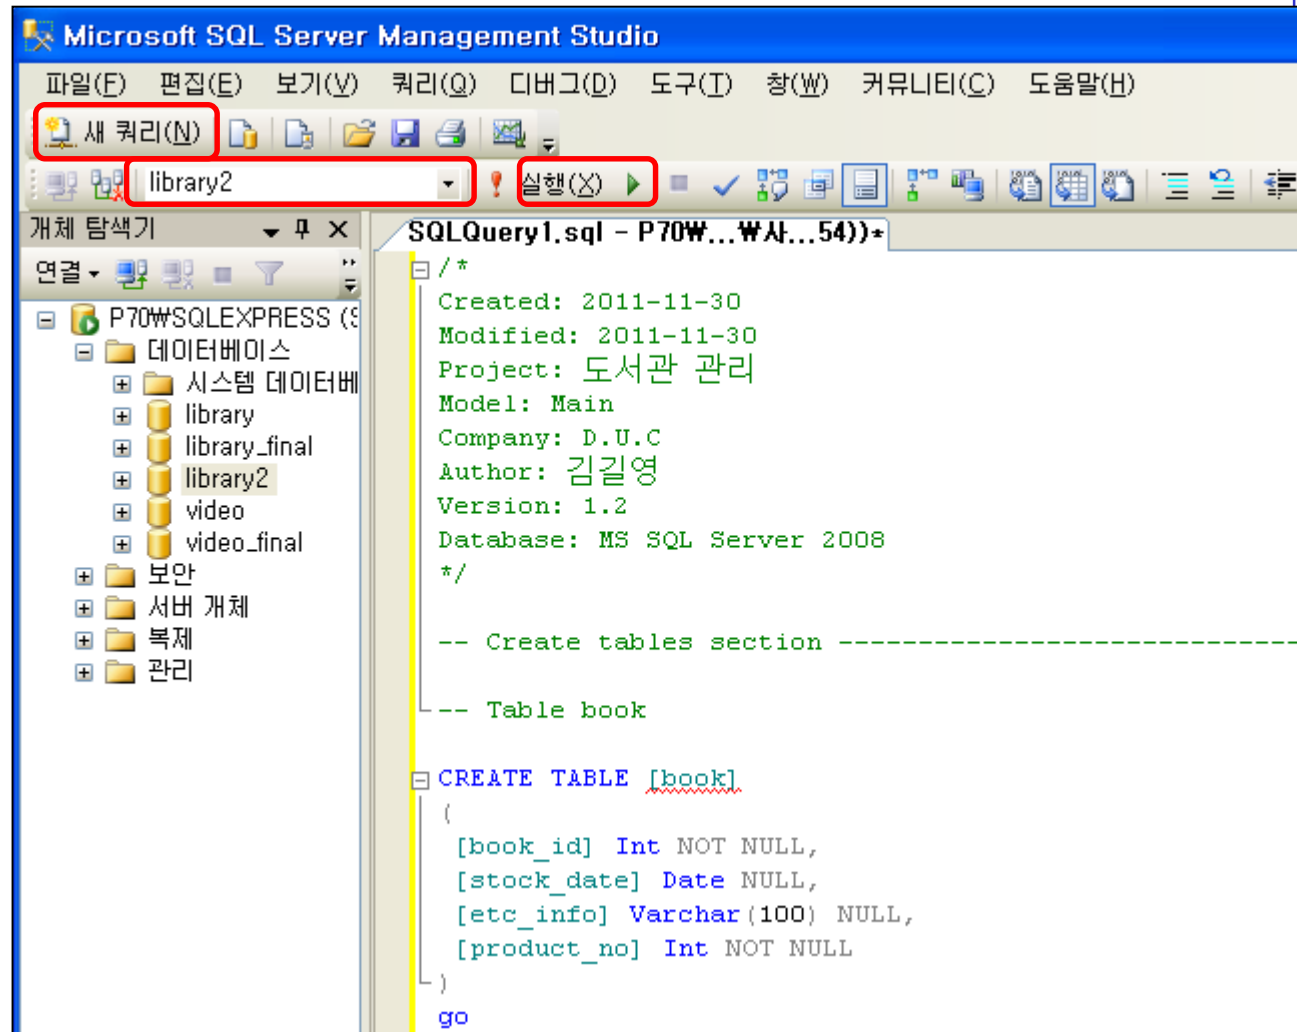 Microsoft SQL Server Management Studio
파일(F) 편집(E) 보기(V) 쿼리(Q) 디버그(D) 도구(T) 창(W) 커뮤니티(C) 도움말(H)
새 쿼리(N)
library2 실행(X)
개체 탐색기
SQLQuery1.sql - P70₩...₩사...54))*
연결
P70₩SQLEXPRESS (S
데이터베이스
시스템 데이터베
library
library_final
library2
video
video_final
보안
서버 개체
복제
관리
/*
Created: 2011-11-30
Modified: 2011-11-30
Project: 도서관 관리
Model: Main
Company: D.U.C
Author: 김길영
Version: 1.2
Database: MS SQL Server 2008
*/
-- Create tables section -----------------------------
-- Table book
CREATE TABLE [book]
(
[book_id] Int NOT NULL,
[stock_date] Date NULL,
[etc_info] Varchar(100) NULL,
[product_no] Int NOT NULL
)
go